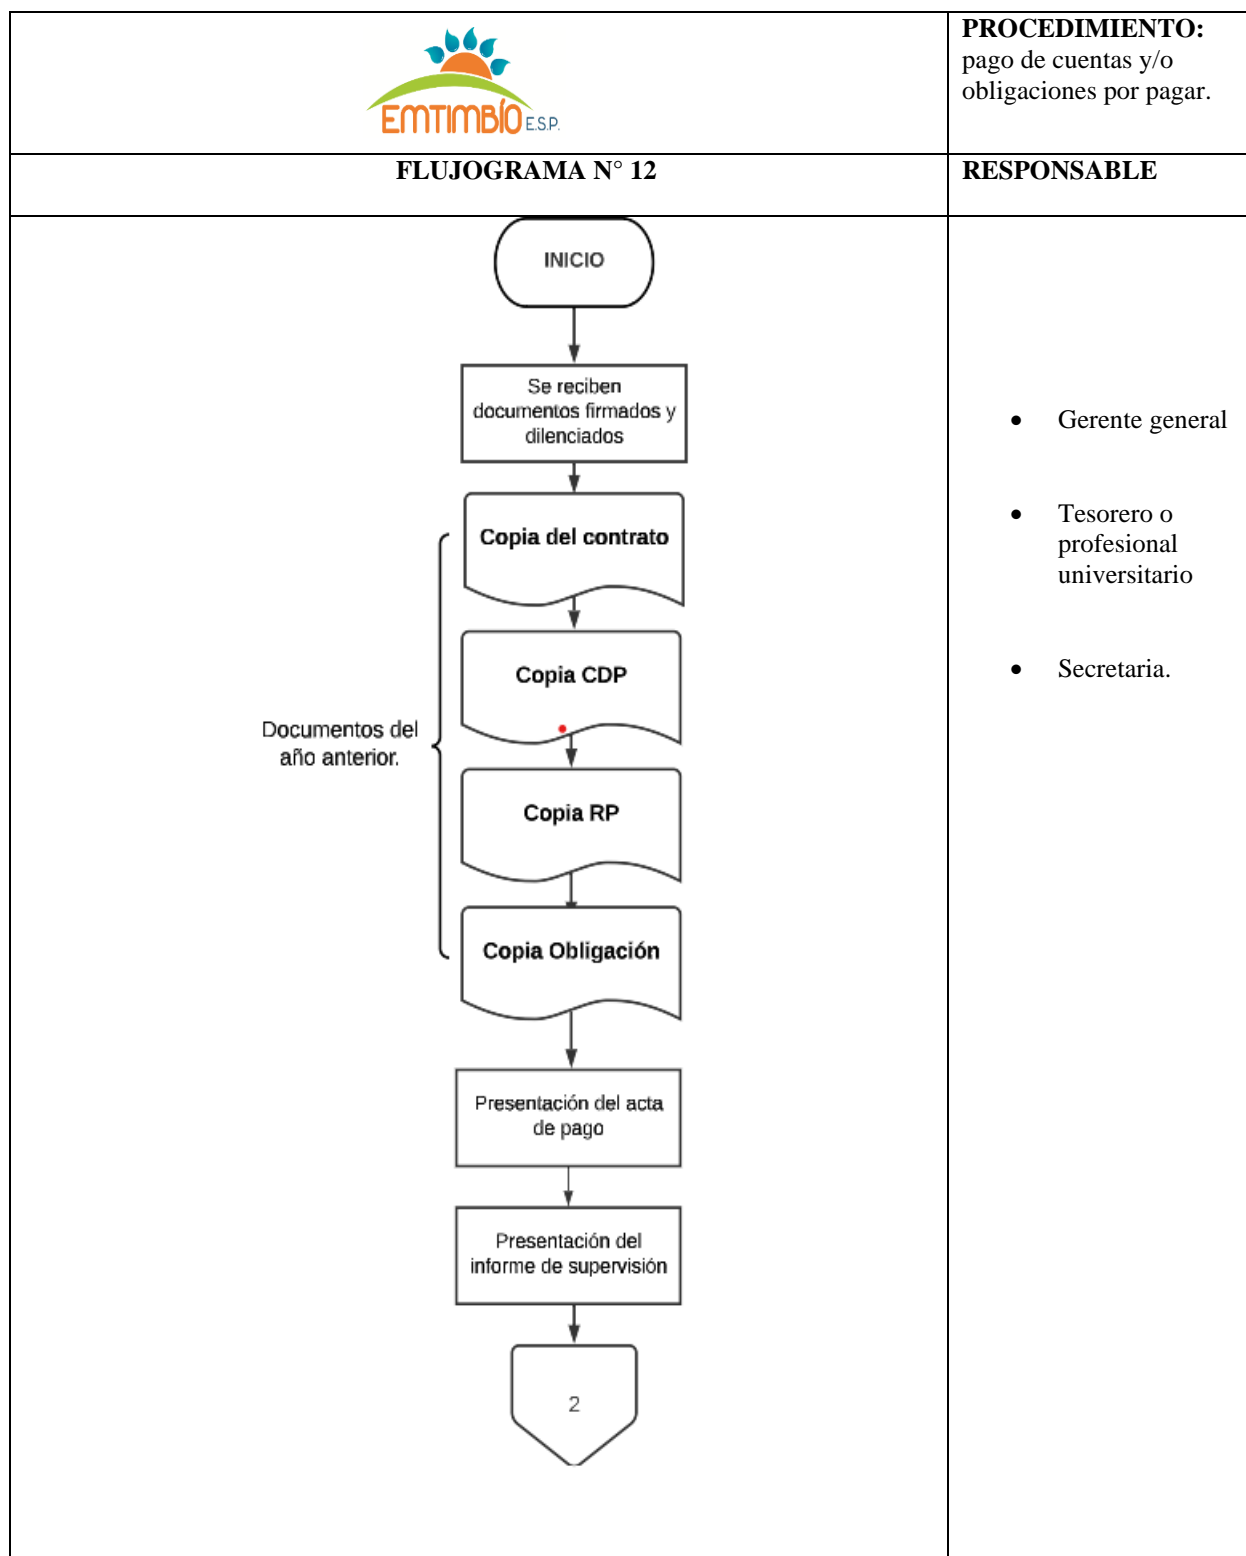 EMTIMBÍO E.S.P.
PROCEDIMIENTO:
pago de cuentas y/o
obligaciones por pagar.
FLUJOGRAMA N° 12
RESPONSABLE
INICIO
Se reciben
documentos firmados y
dilenciados
Copia del contrato
Copia CDP
Documentos del
año anterior.
Copia RP
Copia Obligación
Presentación del acta
de pago
Presentación del
informe de supervisión
2
• Gerente general
• Tesorero o
profesional
universitario
• Secretaria.